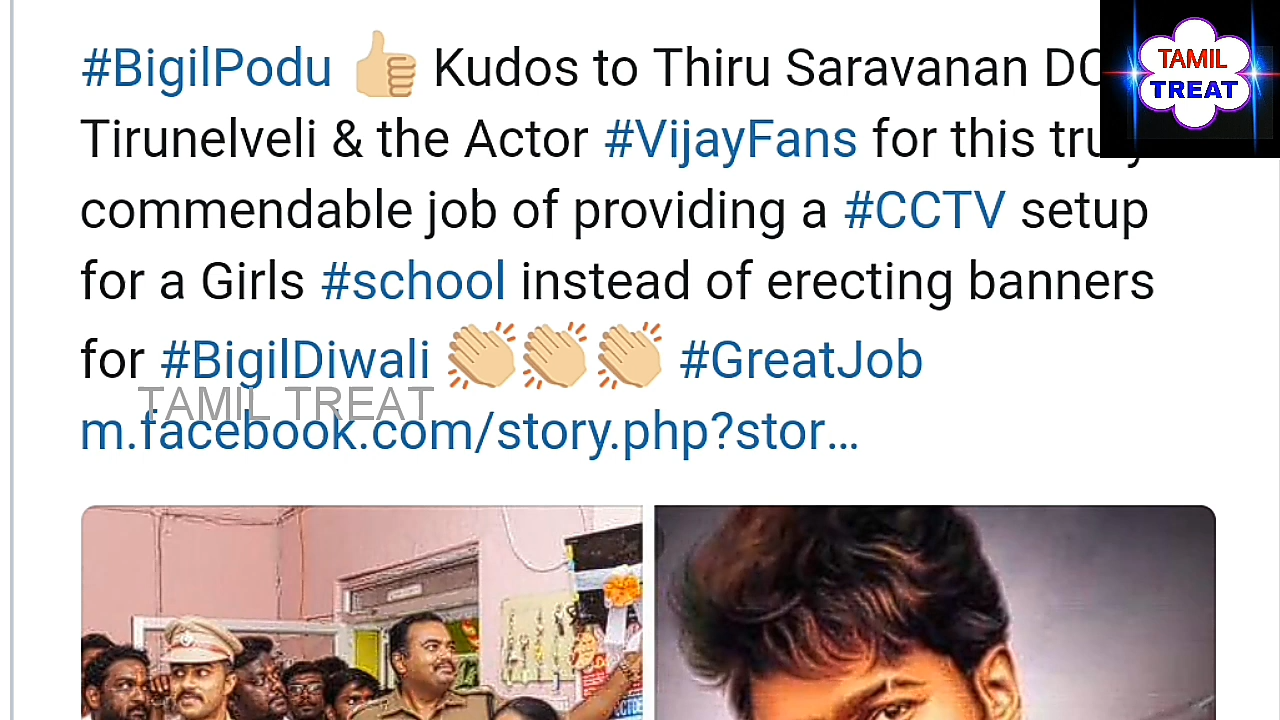 #BigilPodu 👍🏼 Kudos to Thiru Saravanan
Tirunelveli & the Actor #VijayFans for this truly
commendable job of providing a #CCTV setup
for a Girls #school instead of erecting banners
for #BigilDiwali 👏🏼👏🏼👏🏼 #GreatJob
m.facebook.com/story.php?stor…
TAMIL TREAT
TAMIL
TREAT